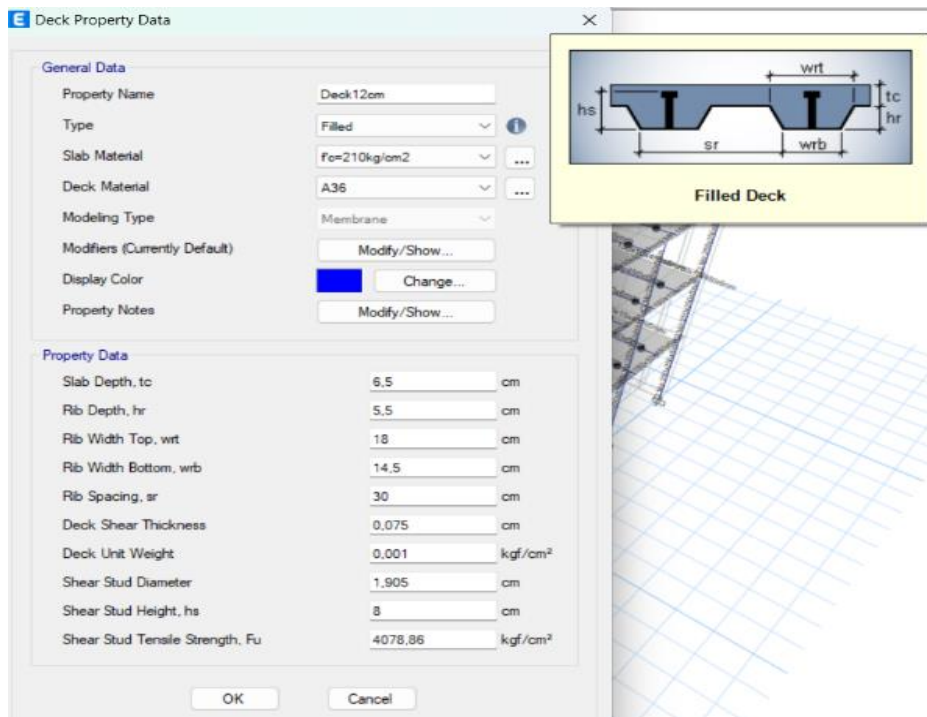 E Deck Property Data
General Data
Property Name Deck12cm
Type Filled
Slab Material f'c=210kg/cm2 ...
Deck Material A36 ...
Modeling Type Membrane
Modifiers (Currently Default) Modify/Show...
Display Color Change...
Property Notes Modify/Show...
Property Data
Slab Depth, tc 6,5 cm
Rib Depth, hr 5,5 cm
Rib Width Top, wrt 18 cm
Rib Width Bottom, wrb 14,5 cm
Rib Spacing, sr 30 cm
Deck Shear Thickness 0,075 cm
Deck Unit Weight 0,001 kgf/cm²
Shear Stud Diameter 1,905 cm
Shear Stud Height, hs 8 cm
Shear Stud Tensile Strength, Fu 4078,86 kgf/cm²
OK Cancel
wrt
hs
tc
hr
sr
wrb
Filled Deck